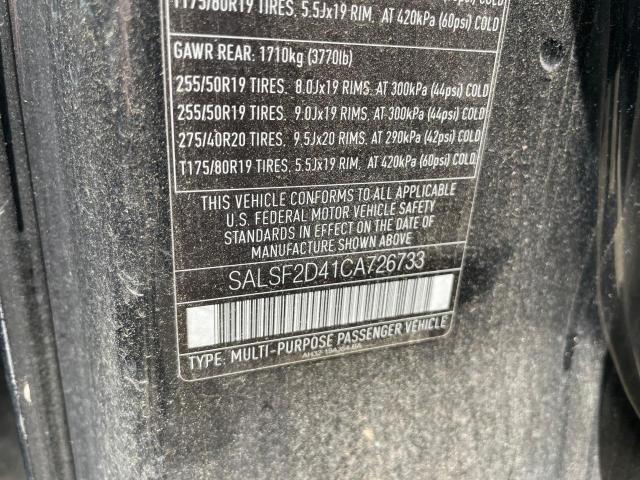 T175/80R19 TIRES, 5.5Jx19 RIM, AT 420kPa (60psi) COLD
GAWR REAR: 1710kg (3770lb)
255/50R19 TIRES, 8.0Jx19 RIMS, AT 300kPa (44psi) COLD
255/50R19 TIRES, 9.0Jx19 RIMS, AT 300kPa (44psi) COLD
275/40R20 TIRES, 9.5Jx20 RIMS, AT 290kPa (42psi) COLD
T175/80R19 TIRES, 5.5Jx19 RIM, AT 420kPa (60psi) COLD
THIS VEHICLE CONFORMS TO ALL APPLICABLE
U.S. FEDERAL MOTOR VEHICLE SAFETY
STANDARDS IN EFFECT ON THE DATE OF
MANUFACTURE SHOWN ABOVE
SALSF2D41CA726733
TYPE: MULTI-PURPOSE PASSENGER VEHICLE